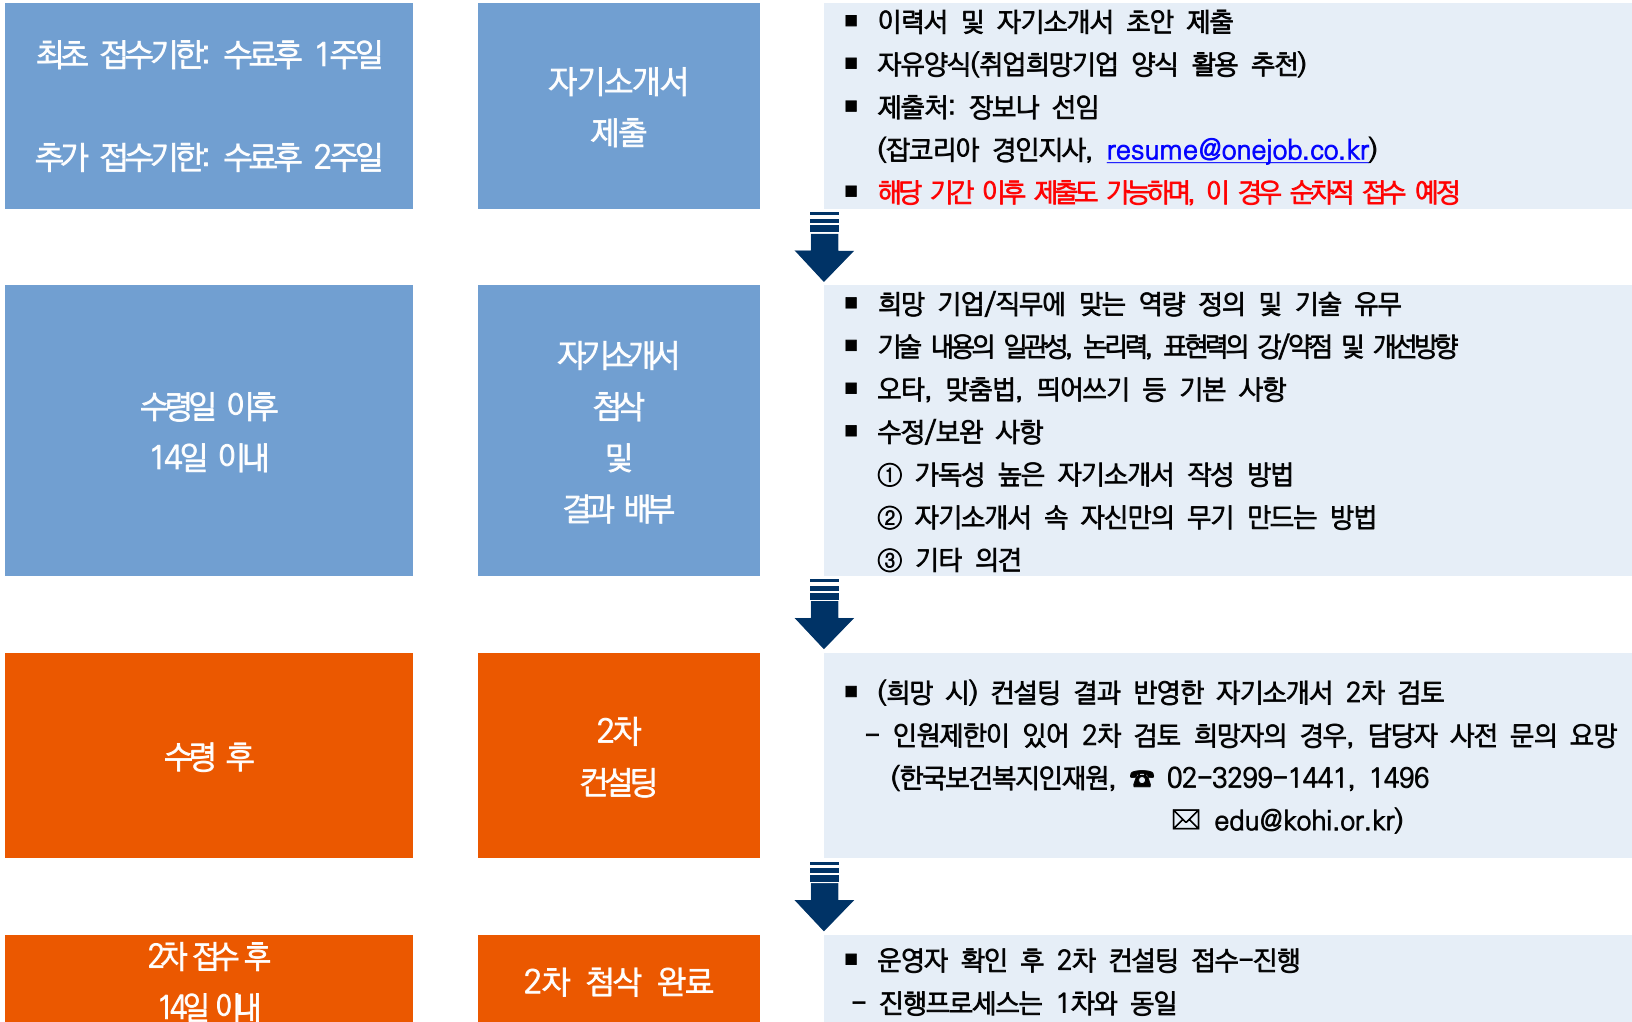 최초 접수기한: 수료후 1주일
추가 접수기한: 수료후 2주일
자기소개서
제출
■ 이력서 및 자기소개서 초안 제출
■ 자유양식(취업희망기업 양식 활용 추천)
■ 제출처: 장보나 선임
(잡코리아 경인지사, resume@onejob.co.kr)
■ 해당 기간 이후 제출도 가능하며, 이 경우 순차적 접수 예정
수령일 이후
14일 이내
자기소개서
첨삭
및
결과 배부
■ 희망 기업/직무에 맞는 역량 정의 및 기술 유무
■ 기술 내용의 일관성, 논리력, 표현력의 강/약점 및 개선방향
■ 오타, 맞춤법, 띄어쓰기 등 기본 사항
■ 수정/보완 사항
① 가독성 높은 자기소개서 작성 방법
② 자기소개서 속 자신만의 무기 만드는 방법
③ 기타 의견
수령 후
2차
컨설팅
■ (희망 시) 컨설팅 결과 반영한 자기소개서 2차 검토
- 인원제한이 있어 2차 검토 희망자의 경우, 담당자 사전 문의 요망
(한국보건복지인재원, ☎ 02-3299-1441, 1496
✉ edu@kohi.or.kr)
2차 접수 후
14일 이내
2차 첨삭 완료
■ 운영자 확인 후 2차 컨설팅 접수-진행
- 진행프로세스는 1차와 동일